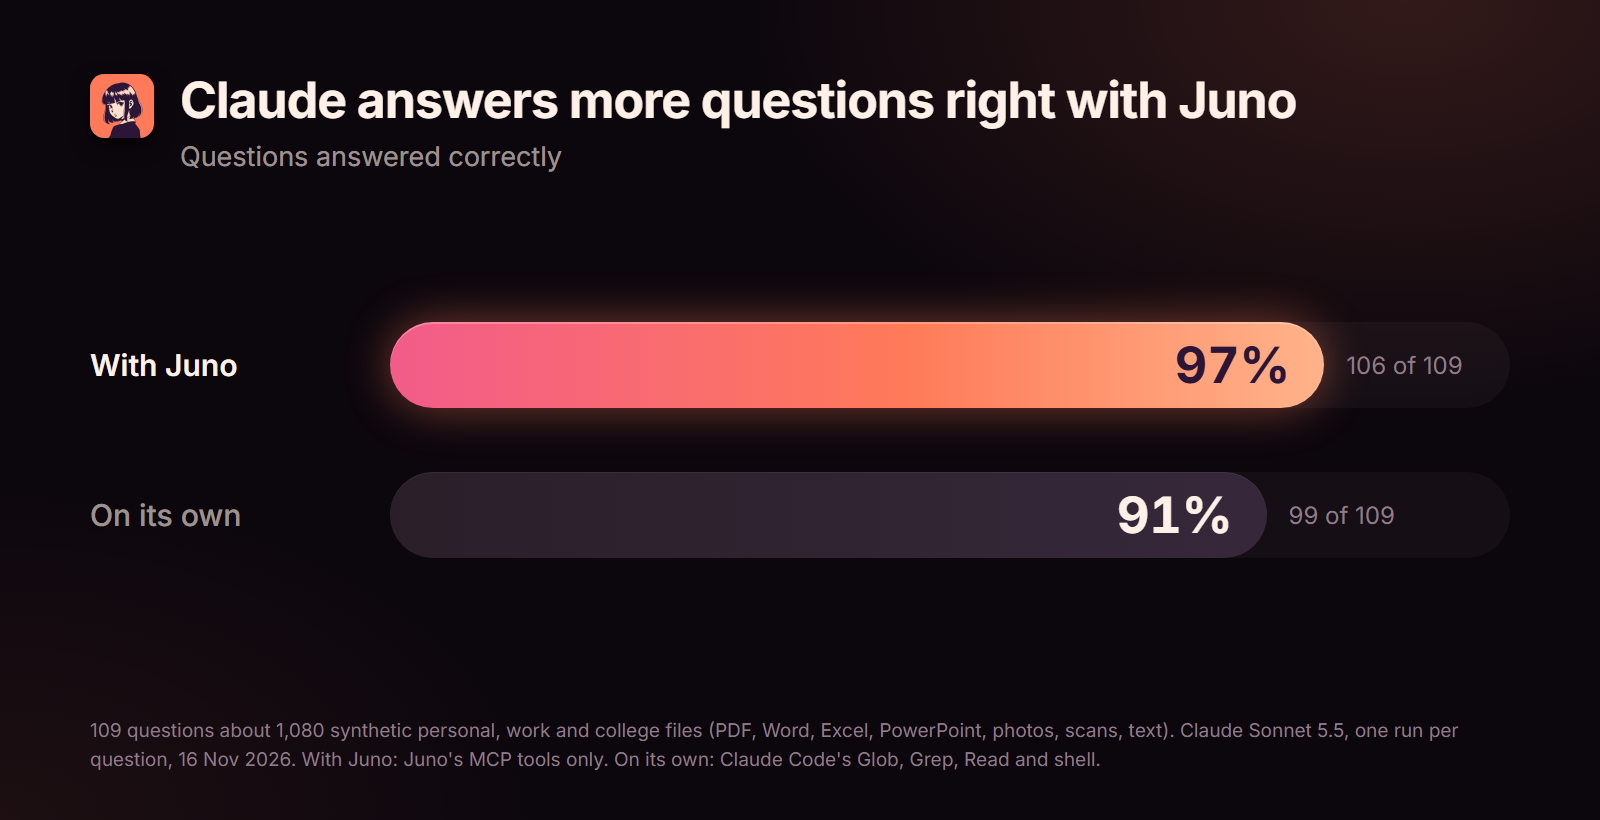 Claude answers more questions right with Juno
Questions answered correctly
With Juno
97%
106 of 109
On its own
91%
99 of 109
109 questions about 1,080 synthetic personal, work and college files (PDF, Word, Excel, PowerPoint, photos, scans, text). Claude Sonnet 5.5, one run per
question, 16 Nov 2026. With Juno: Juno's MCP tools only. On its own: Claude Code's Glob, Grep, Read and shell.